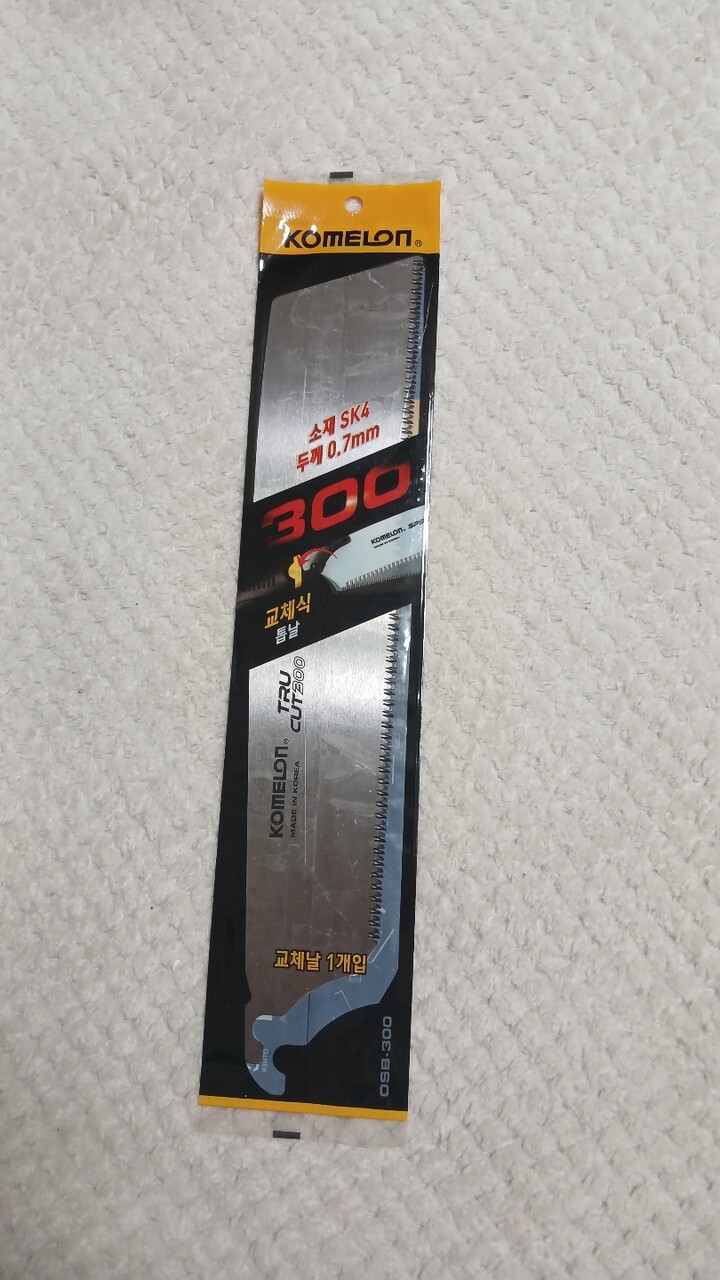 KOMELON®
소재 SK4
두께 0.7mm
300
KOMELON®
교체식
톱날
TRU
CUT300
KOMELON®
MADE IN KOREA
교체날 1개입
OSB-300